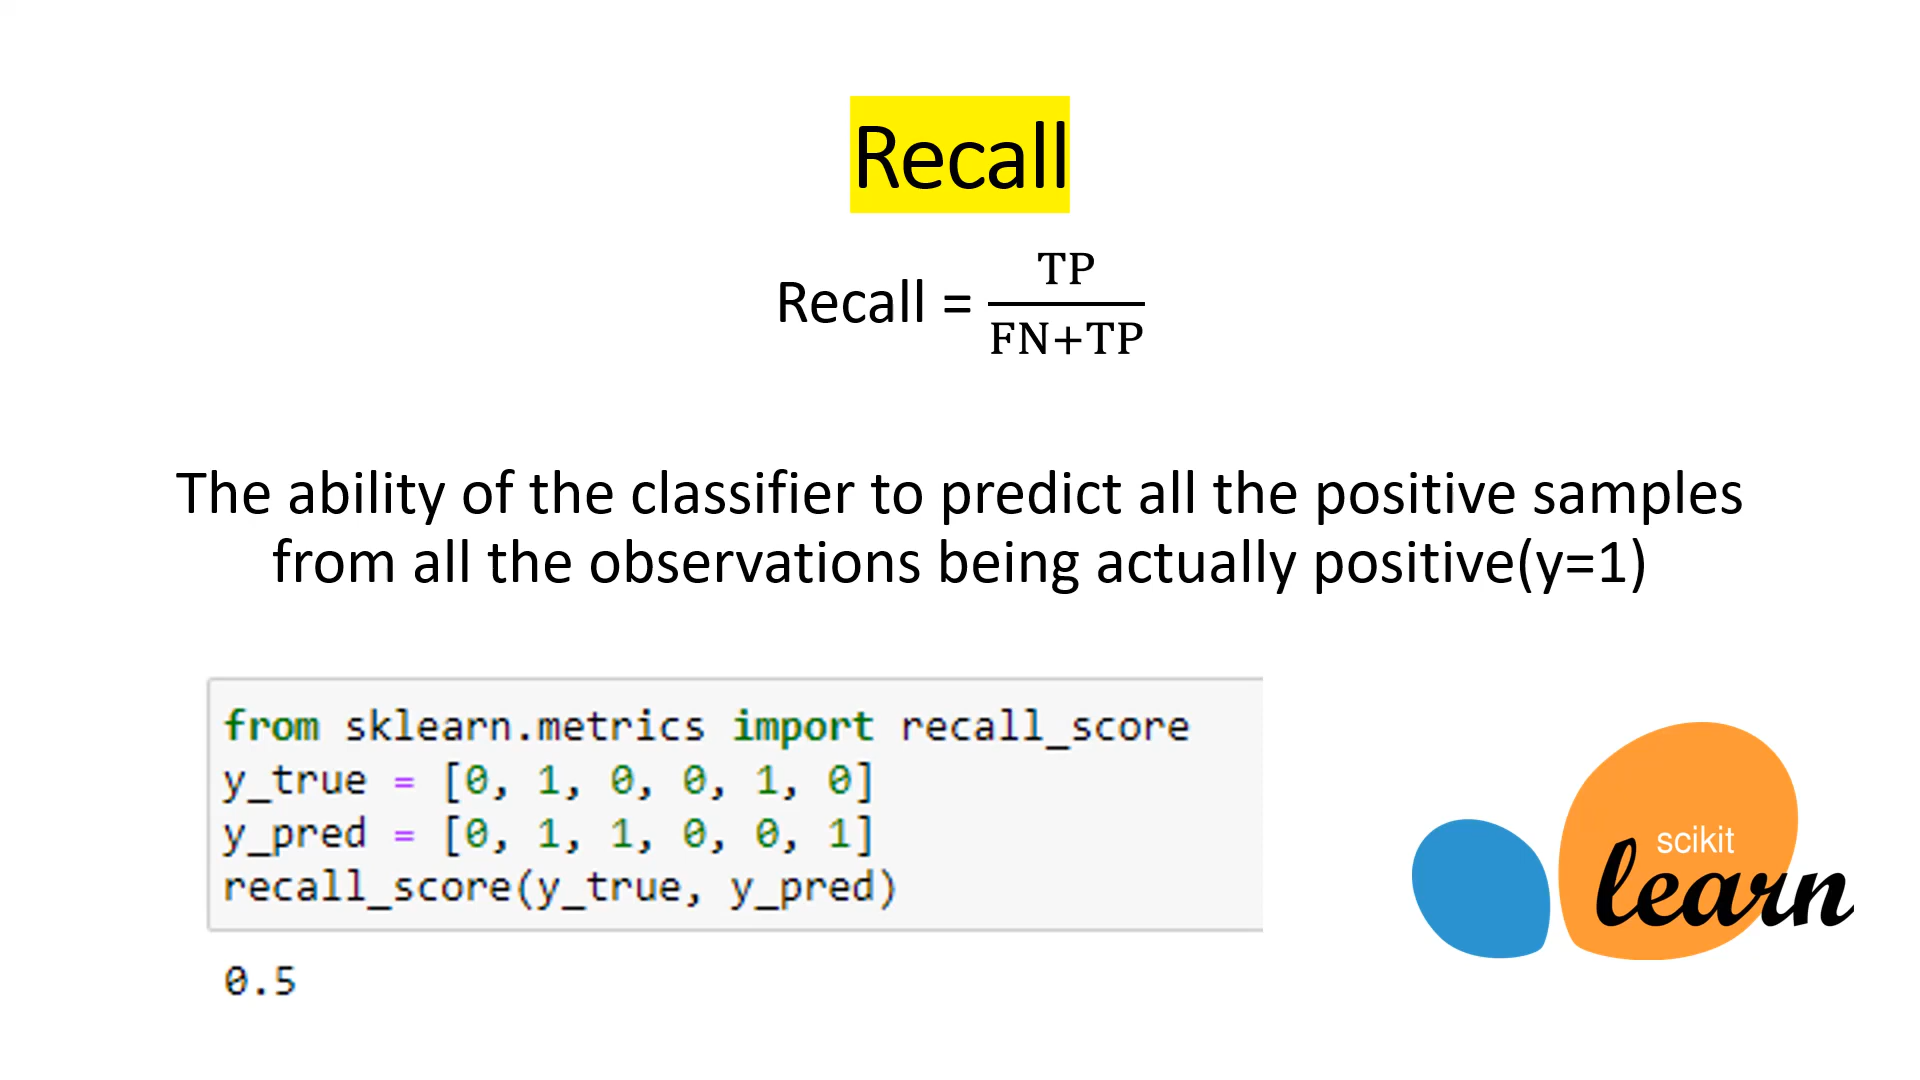 Recall
Recall = TP / FN+TP
The ability of the classifier to predict all the positive samples
from all the observations being actually positive(y=1)
from sklearn.metrics import recall_score
y_true = [0, 1, 0, 0, 1, 0]
y_pred = [0, 1, 1, 0, 0, 1]
recall_score(y_true, y_pred)
0.5
scikit
learn